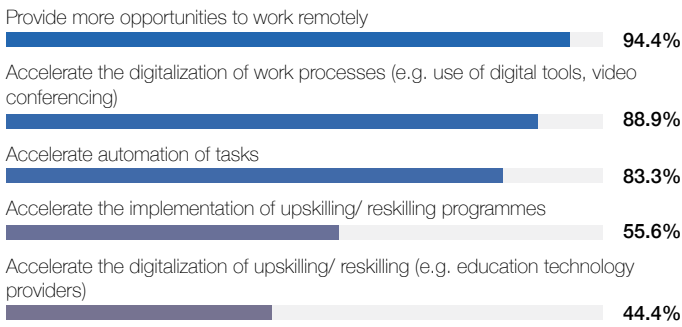 Provide more opportunities to work remotely
94.4%
Accelerate the digitalization of work processes (e.g. use of digital tools, video
conferencing)
88.9%
Accelerate automation of tasks
83.3%
Accelerate the implementation of upskilling/ reskilling programmes
55.6%
Accelerate the digitalization of upskilling/ reskilling (e.g. education technology
providers)
44.4%